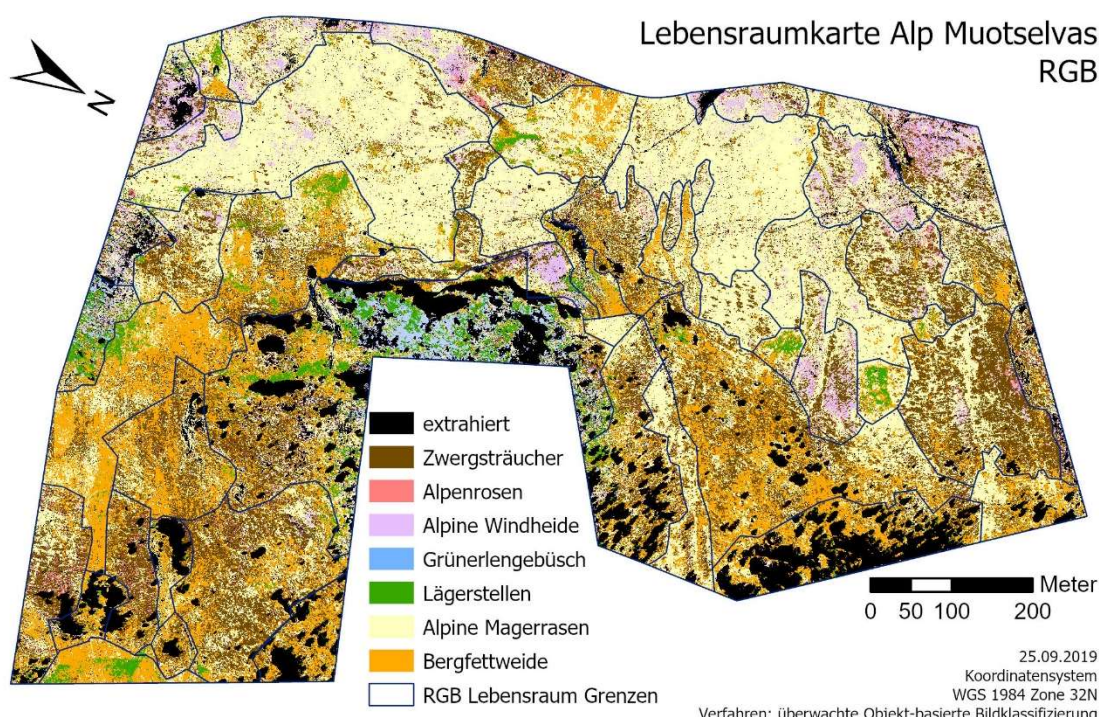 Lebensraumkarte Alp Muotselvas
RGB
N
extrahiert
Zwergsträucher
Alpenrosen
Alpine Windheide
Grünerlengebüsch
Lägerstellen
Alpine Magerrasen
Bergfettweide
RGB Lebensraum Grenzen
Meter
0 50 100 200
25.09.2019
Koordinatensystem
WGS 1984 Zone 32N
Verfahren: überwachte Objekt-basierte Bildklassifizierung